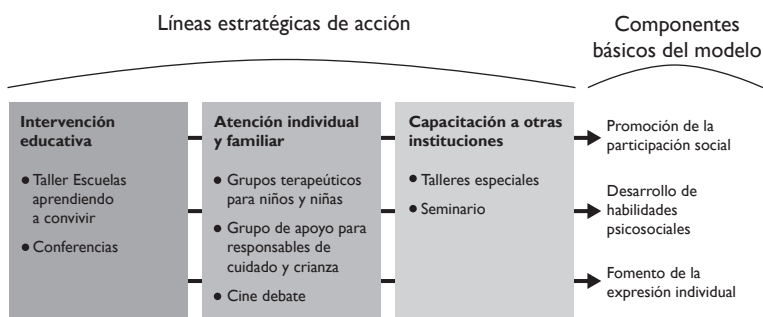 Líneas estratégicas de acción
Componentes
básicos del modelo
Intervención
educativa
• Taller Escuelas
aprendiendo
a convivir
• Conferencias
Atención individual
y familiar
• Grupos terapeúticos
para niños y niñas
• Grupo de apoyo para
responsables de
cuidado y crianza
• Cine debate
Capacitación a otras
instituciones
• Talleres especiales
• Seminario
Promoción de la
participación social
Desarrollo de
habilidades
psicosociales
Fomento de la
expresión individual